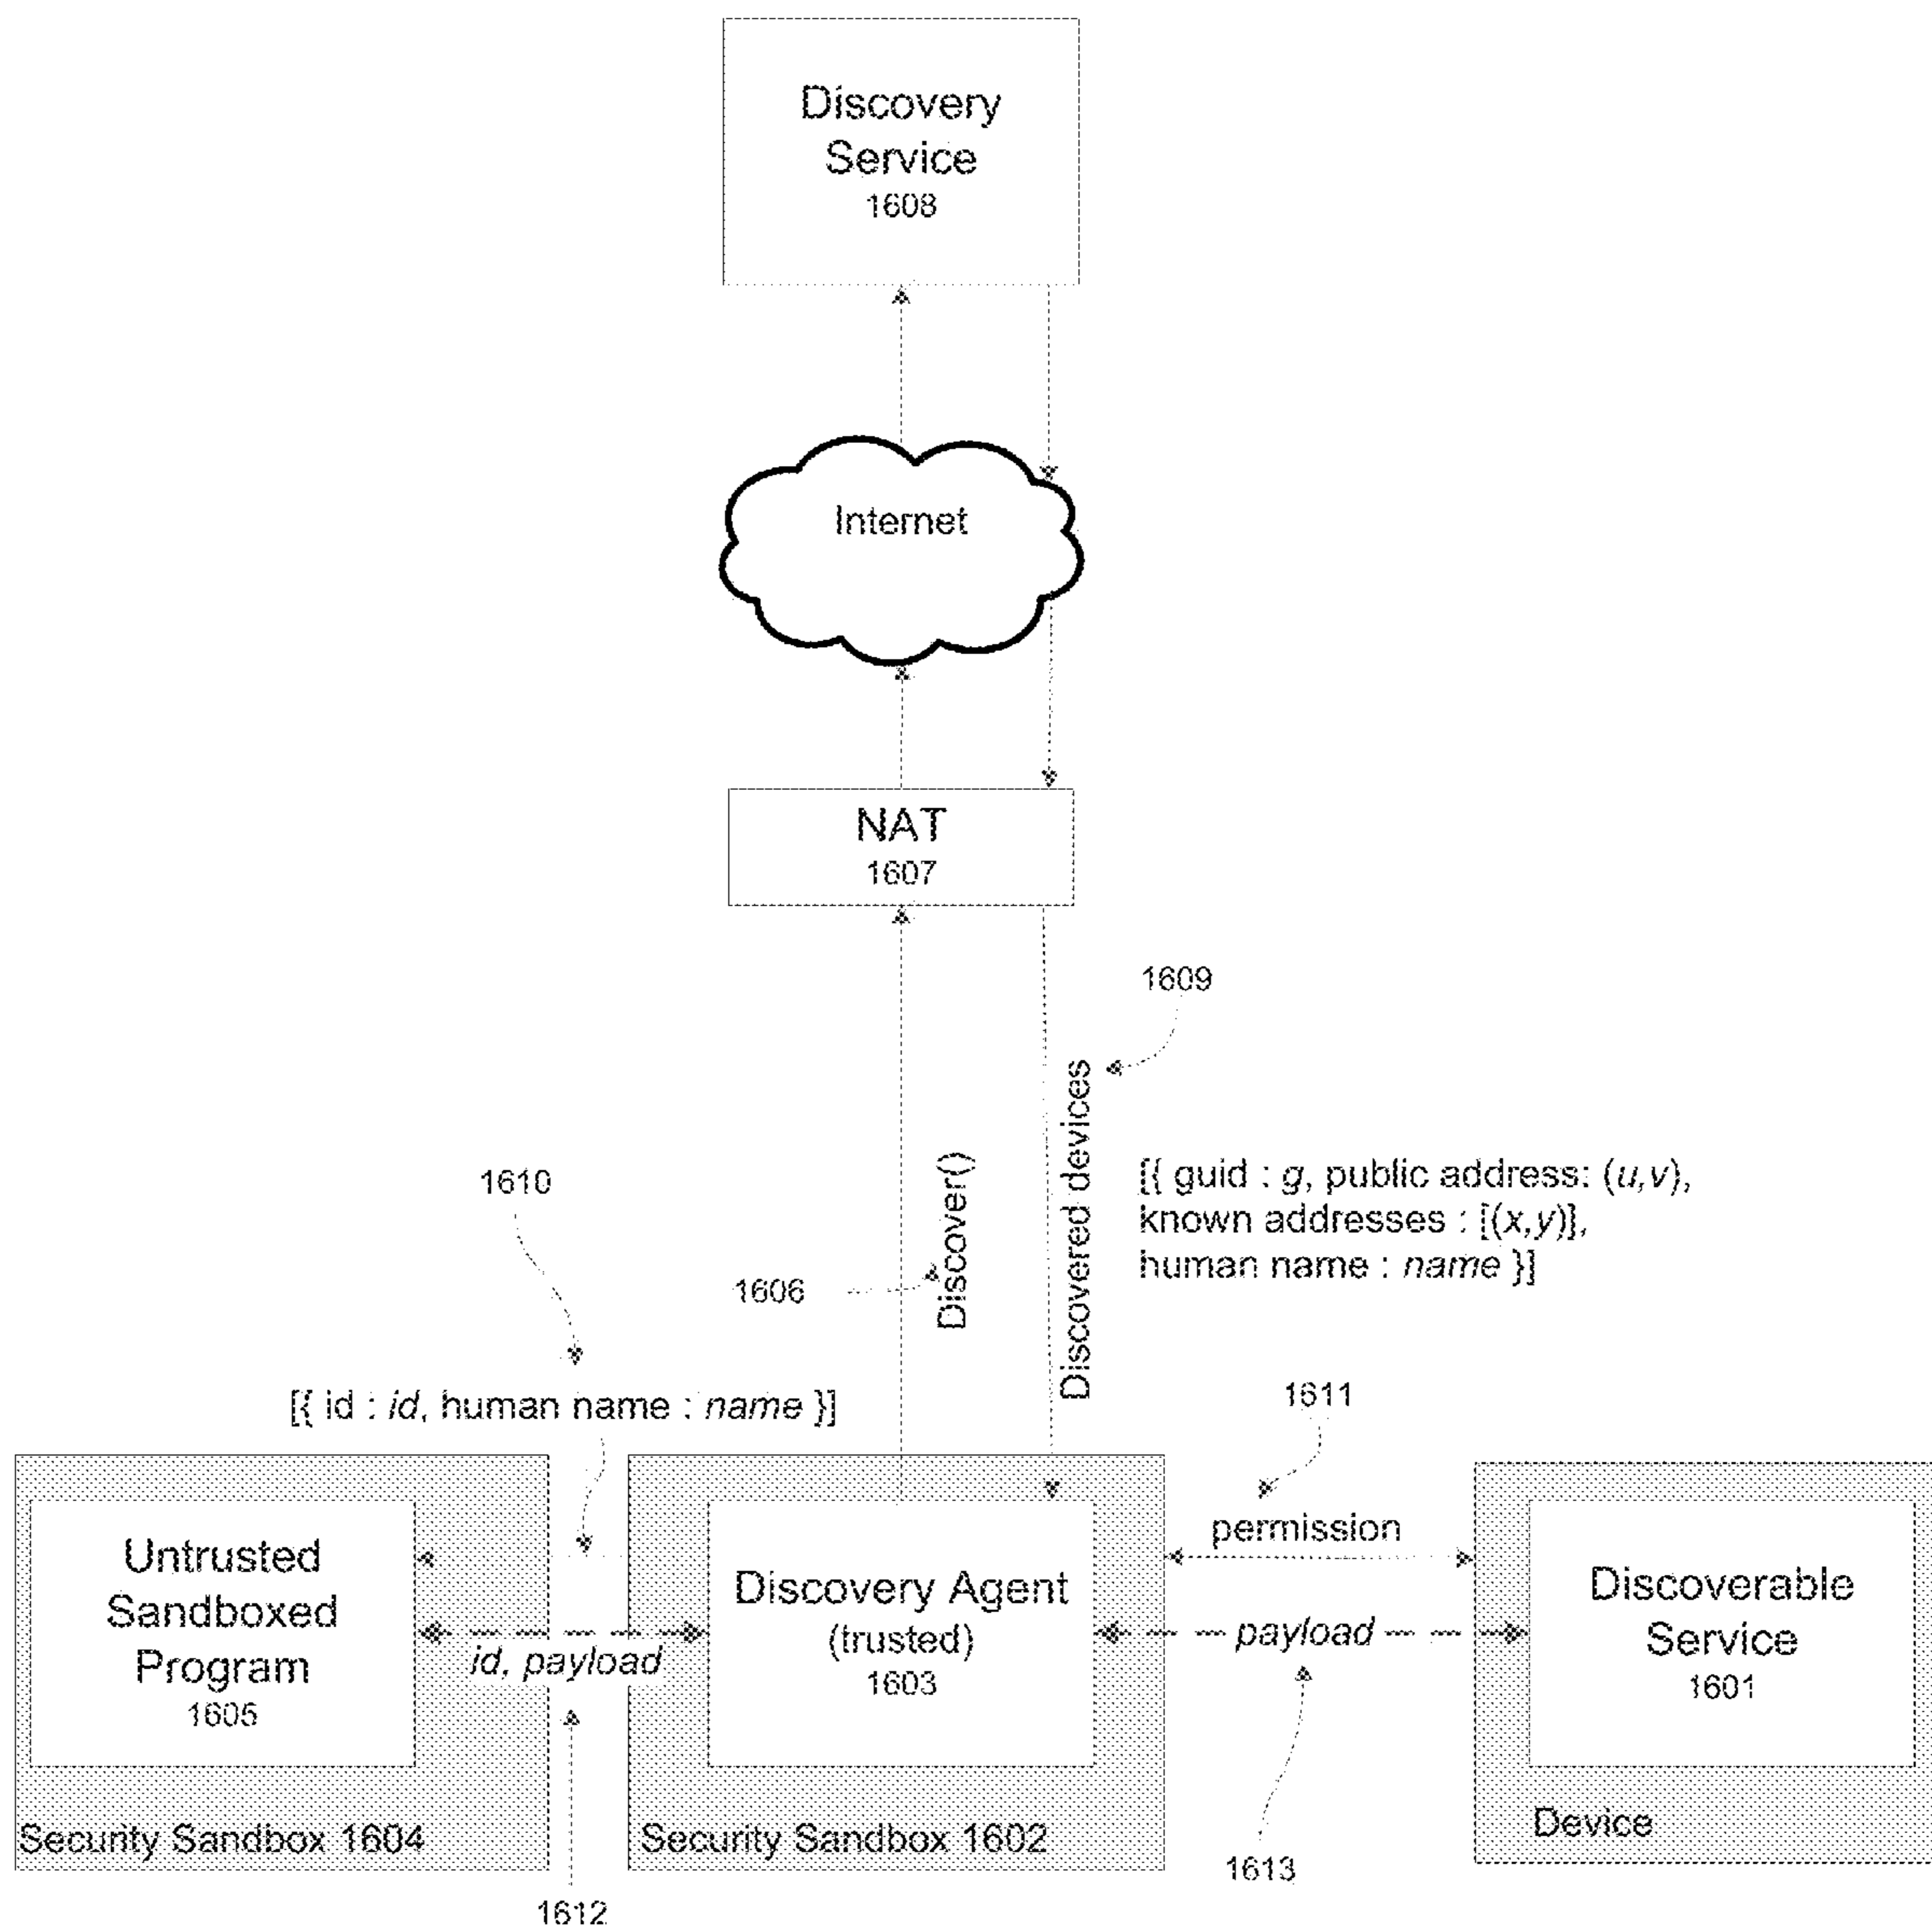 Discovery
Service
1608
Internet
NAT
1607
1609
Discover()
Discovered devices
[{ guid : g, public address: (u,v),
known addresses : [(x,y)],
human name : name }]
1610
1606
[{ id : id, human name : name }]
1611
Untrusted
Sandboxed
Program
1605
id, payload
Discovery Agent
(trusted)
1603
permission
payload
Discoverable
Service
1601
Security Sandbox 1604
Security Sandbox 1602
Device
1612
1613